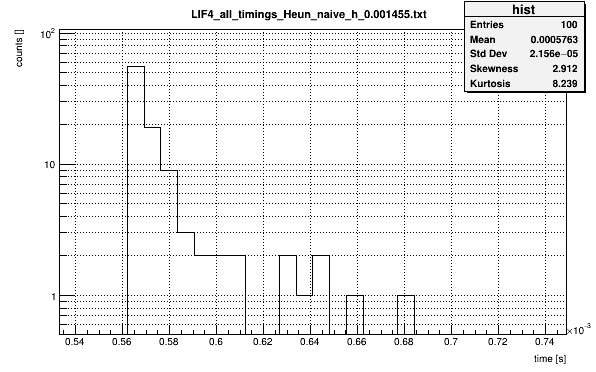 LIF4_all_timings_Heun_naive_h_0.001455.txt
hist
Entries 100
Mean 0.0005763
Std Dev 2.156e−05
Skewness 2.912
Kurtosis 8.239
counts []
10²
10
1
0.54 0.56 0.58 0.6 0.62 0.64 0.66 0.68 0.7 0.72 0.74
×10⁻³
time [s]